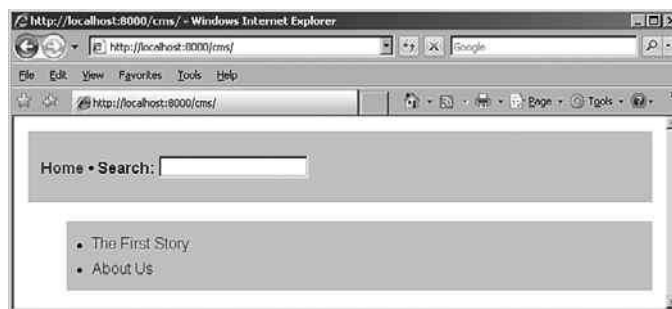 http://localhost:8000/cms/ - Windows Internet Explorer
http://localhost:8000/cms/
Google
File Edit View Favorites Tools Help
http://localhost:8000/cms/
Page Tools
Home • Search:
• The First Story
• About Us